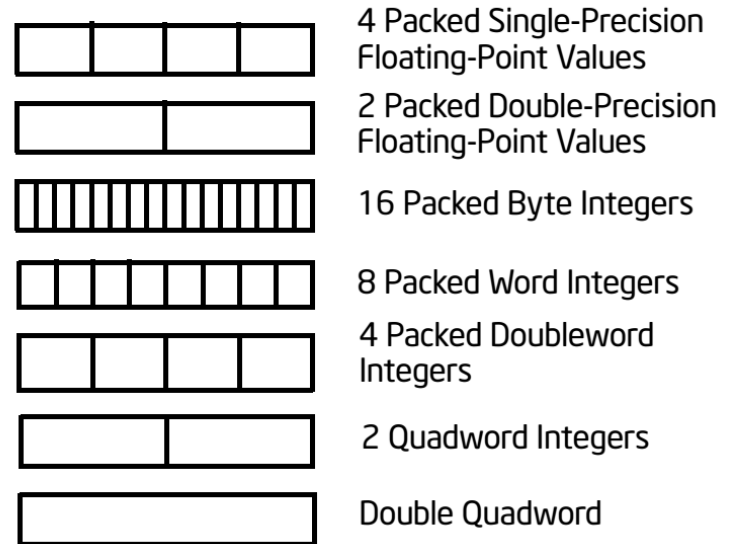 4 Packed Single-Precision
Floating-Point Values
2 Packed Double-Precision
Floating-Point Values
16 Packed Byte Integers
8 Packed Word Integers
4 Packed Doubleword
Integers
2 Quadword Integers
Double Quadword